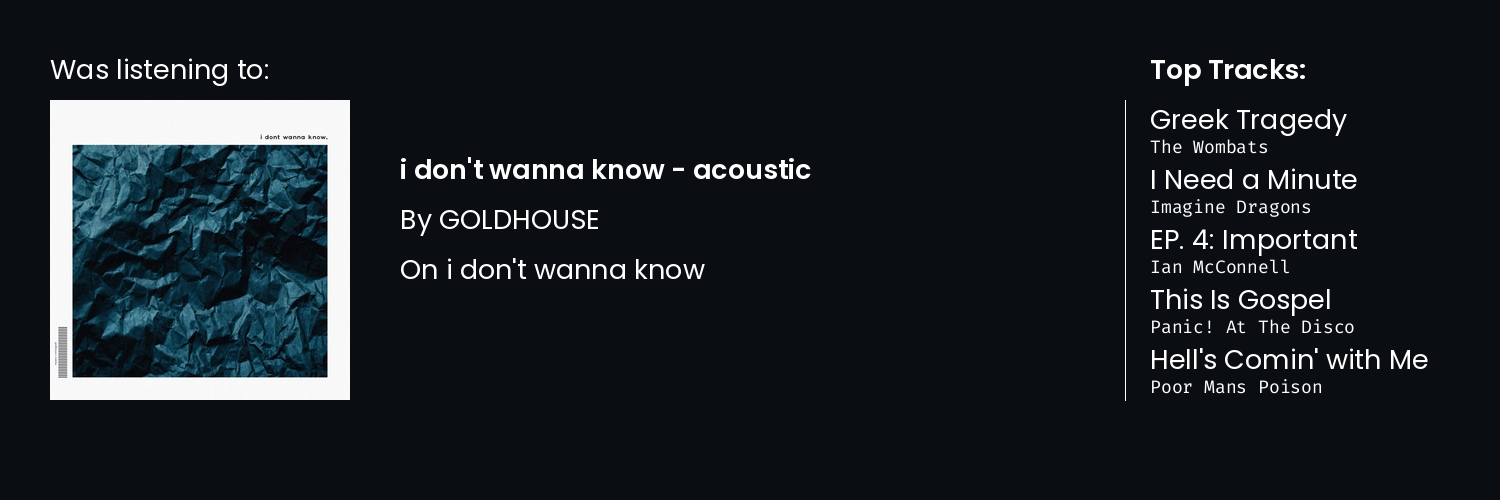 Was listening to:
i dont wanna know.
i don't wanna know - acoustic
By GOLDHOUSE
On i don't wanna know
Top Tracks:
Greek Tragedy
The Wombats
I Need a Minute
Imagine Dragons
EP. 4: Important
Ian McConnell
This Is Gospel
Panic! At The Disco
Hell's Comin' with Me
Poor Mans Poison